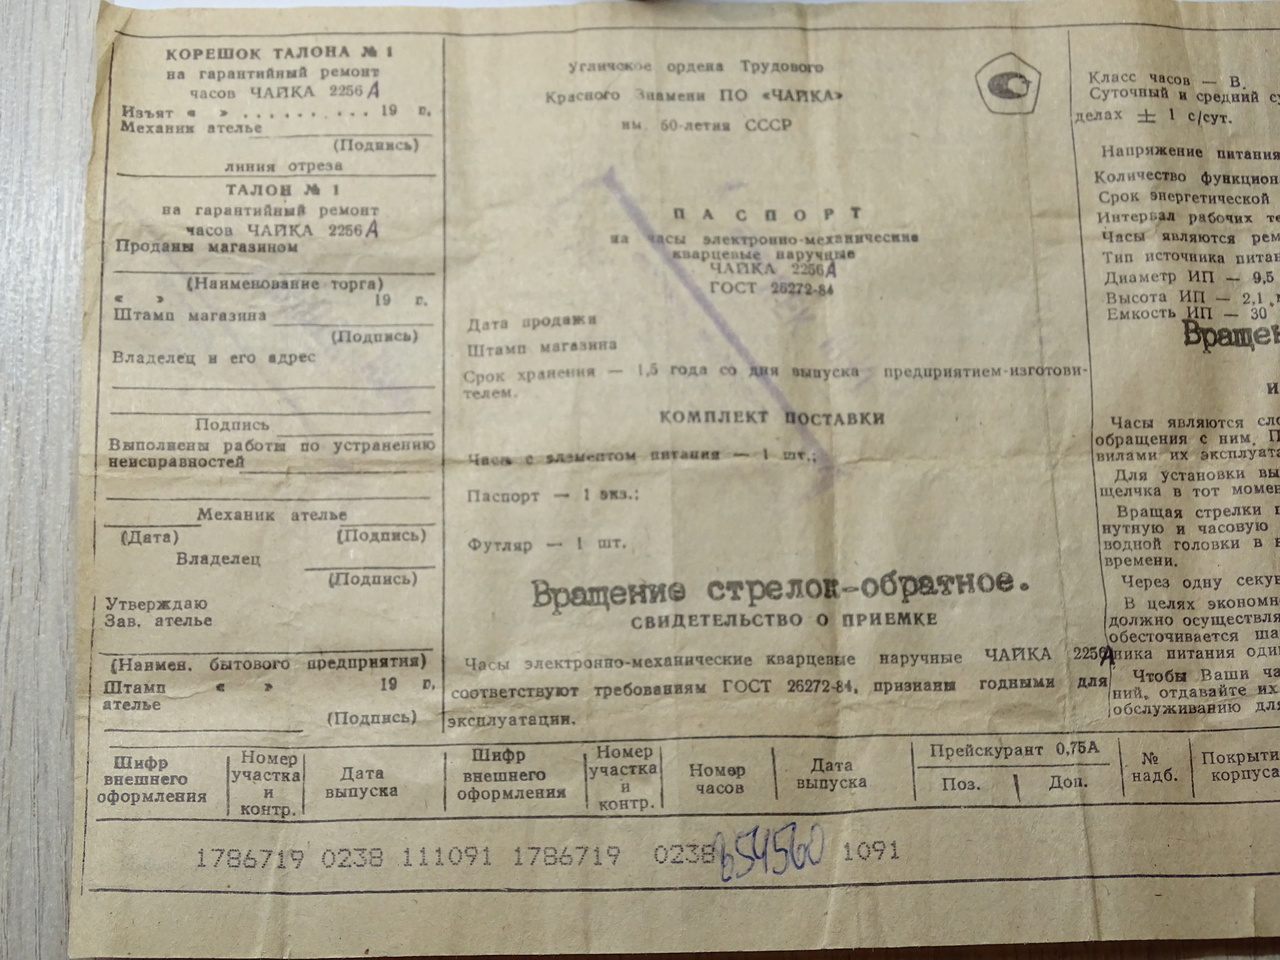 КОРЕШОК ТАЛОНА № 1
на гарантийный ремонт
часов ЧАЙКА 2256 А
Изъят « » . . . . . . . . . . 19 г.
Механик ателье
(Подпись)
линия отреза
ТАЛОН № 1
на гарантийный ремонт
часов ЧАЙКА 2256 А
Проданы магазином
(Наименование торга)
« » 19 г.
Штамп магазина
(Подпись)
Владелец и его адрес
Подпись
Выполнены работы по устранению
неисправностей
Механик ателье
(Дата) (Подпись)
Владелец
(Подпись)
Утверждаю
Зав. ателье
(Наимен. бытового предприятия)
Штамп « » 19 г.
ателье
(Подпись)
Угличское ордена Трудового
Красного Знамени ПО «ЧАЙКА»
им. 60-летия СССР
ПАСПОРТ
на часы электронно-механические
кварцевые наручные
ЧАЙКА 2256А
ГОСТ 26272-84
Дата продажи
Штамп магазина
Срок хранения — 1,5 года со дня выпуска предприятием-изготови-
телем.
КОМПЛЕКТ ПОСТАВКИ
Часы с элементом питания — 1 шт.;
Паспорт — 1 экз.;
Футляр — 1 шт.
Вращение стрелок-обратное.
СВИДЕТЕЛЬСТВО О ПРИЕМКЕ
Часы электронно-механические кварцевые наручные ЧАЙКА 2256А
соответствуют требованиям ГОСТ 26272-84, признаны годными для
эксплуатации.
Класс часов — В.
Суточный и средний су
делах ± 1 с/сут.
Напряжение питания
Количество функцион
Срок энергетической
Интервал рабочих те
Часы являются рем
Тип источника питан
Диаметр ИП — 9,5
Высота ИП — 2,1
Емкость ИП — 30
Вращен
И
Часы являются сло
обращения с ним. П
вилами их эксплуата
Для установки вы
щелчка в тот момен
Вращая стрелки п
нутную и часовую
водной головки в
времени.
Через одну секун
В целях экономи
должно осуществля
обесточивается ша
ника питания один
Чтобы Ваши ча
ний, отдавайте их
обслуживанию для
Шифр внешнего оформления
Номер участка и контр.
Дата выпуска
Шифр внешнего оформления
Номер участка и контр.
Номер часов
Дата выпуска
Прейскурант 0,75А
Поз. Доп.
№ надб.
Покрыти
корпуса
1786719 0238 111091 1786719 0238 654560 1091